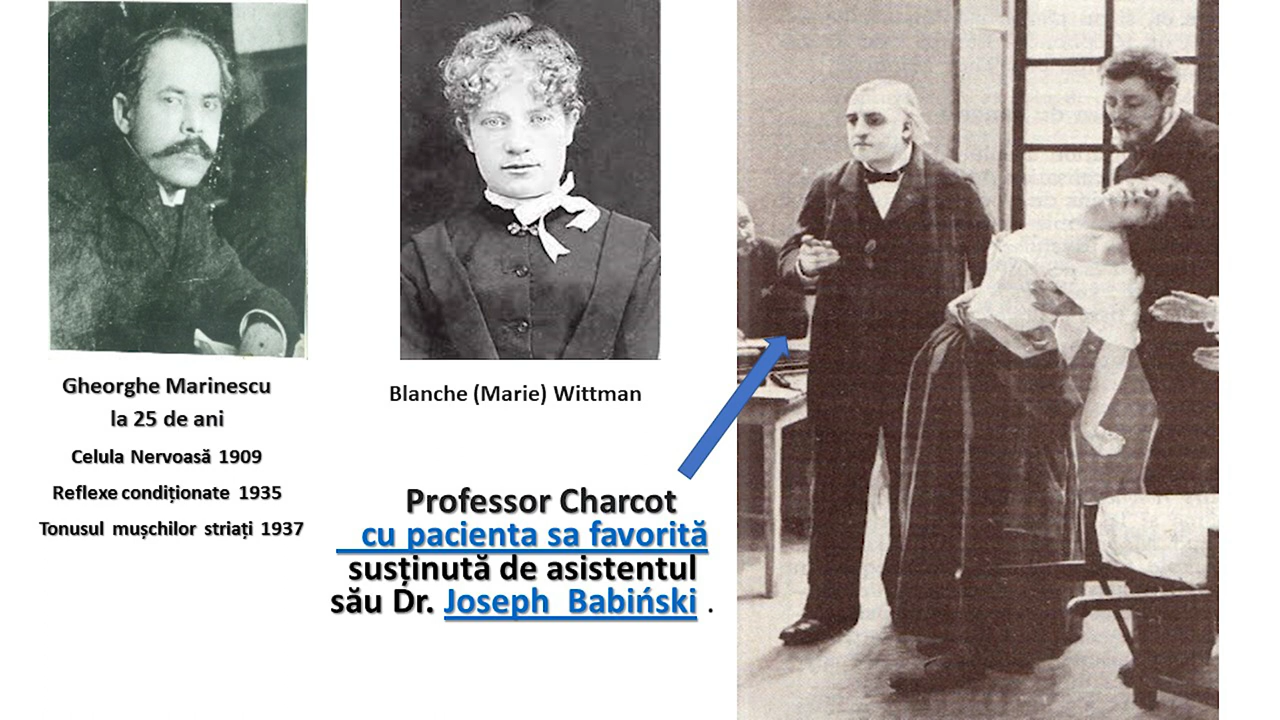 Gheorghe Marinescu
la 25 de ani
Celula Nervoasă 1909
Reflexe condiționate 1935
Tonusul mușchilor striați 1937
Blanche (Marie) Wittman
Professor Charcot
cu pacienta sa favorită
susținută de asistentul
său Dr. Joseph Babiński .